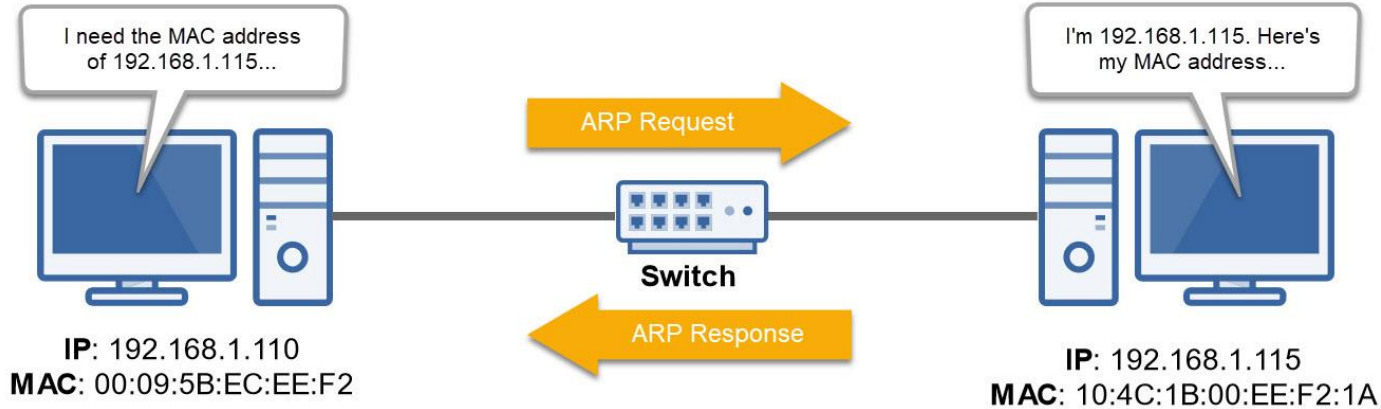 I need the MAC address
of 192.168.1.115...
I'm 192.168.1.115. Here's
my MAC address...
ARP Request
Switch
ARP Response
IP: 192.168.1.110
MAC: 00:09:5B:EC:EE:F2
IP: 192.168.1.115
MAC: 10:4C:1B:00:EE:F2:1A